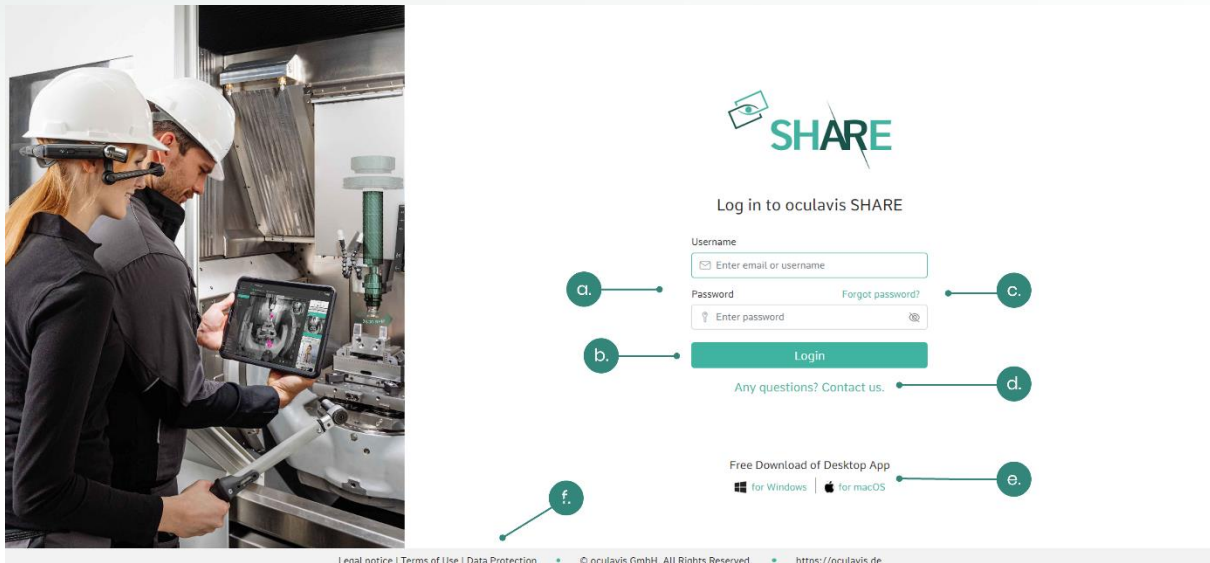 SHARE
Log in to oculavis SHARE
Username
Enter email or username
a.
Password Forgot password?
c.
Enter password
b.
Login
Any questions? Contact us.
d.
Free Download of Desktop App
e.
for Windows | for macOS
f.
Legal notice | Terms of Use | Data Protection • © oculavis GmbH. All Rights Reserved. • https://oculavis.de